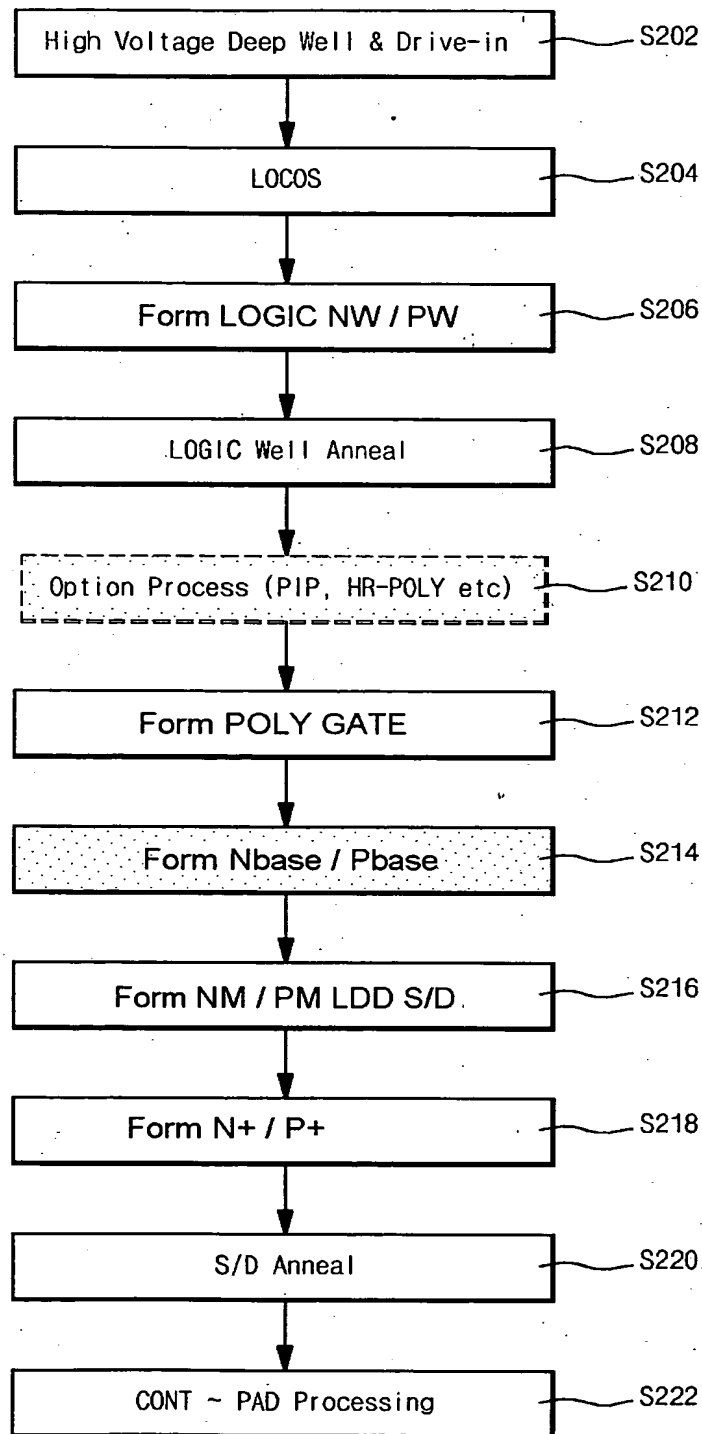 High Voltage Deep Well & Drive-in S202
LOCOS S204
Form LOGIC NW / PW S206
LOGIC Well Anneal S208
Option Process (PIP, HR-POLY etc) S210
Form POLY GATE S212
Form Nbase / Pbase S214
Form NM / PM LDD S/D S216
Form N+ / P+ S218
S/D Anneal S220
CONT ~ PAD Processing S222